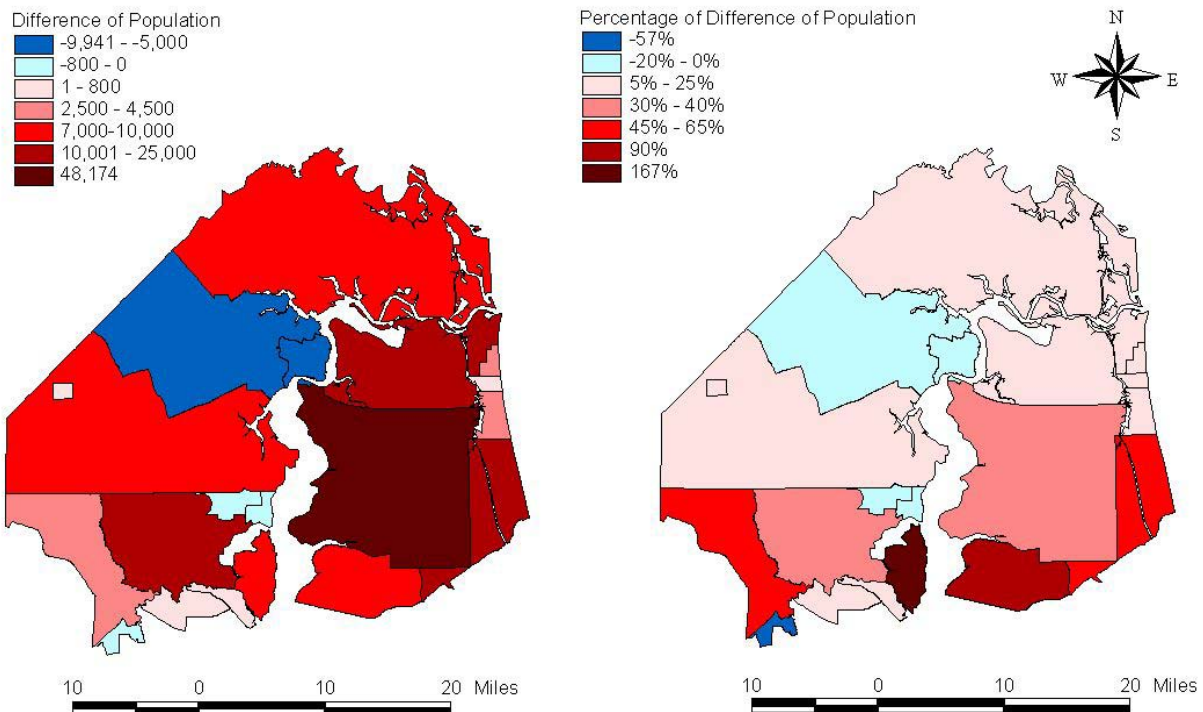 Difference of Population
-9,941 - -5,000
-800 - 0
1 - 800
2,500 - 4,500
7,000-10,000
10,001 - 25,000
48,174
Percentage of Difference of Population
-57%
-20% - 0%
5% - 25%
30% - 40%
45% - 65%
90%
167%
N
W E
S
10 0 10 20 Miles
10 0 10 20 Miles